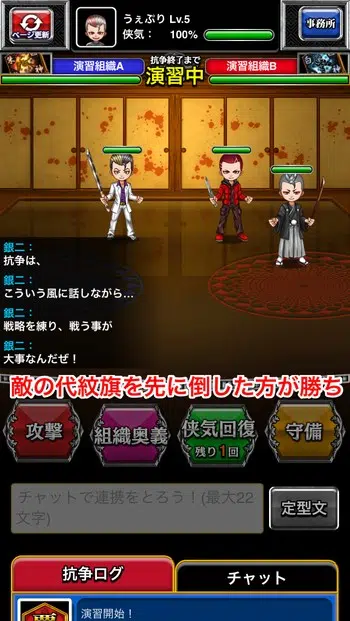 うぇぷり Lv.5
侠気： 100%
ページ更新
事務所
抗争終了まで
演習組織A
演習中
演習組織B
銀二：
抗争は、
銀二：
こういう風に話しながら…
銀二：
戦略を練り、戦う事が
銀二：
大事なんだぜ！
敵の代紋旗を先に倒した方が勝ち
攻撃
組織奥義
侠気回復
残り1回
守備
チャットで連携をとろう！(最大22
文字)
定型文
抗争ログ
チャット
演習開始！